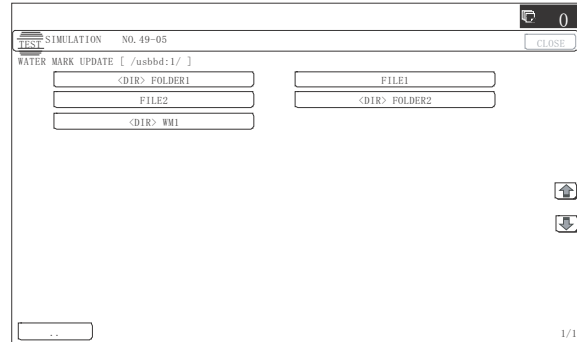 0
TEST SIMULATION NO. 49-05 CLOSE
WATER MARK UPDATE [ /usbbd:1/ ]
<DIR> FOLDER1 FILE1
FILE2 <DIR> FOLDER2
<DIR> WM1
.. 1/1